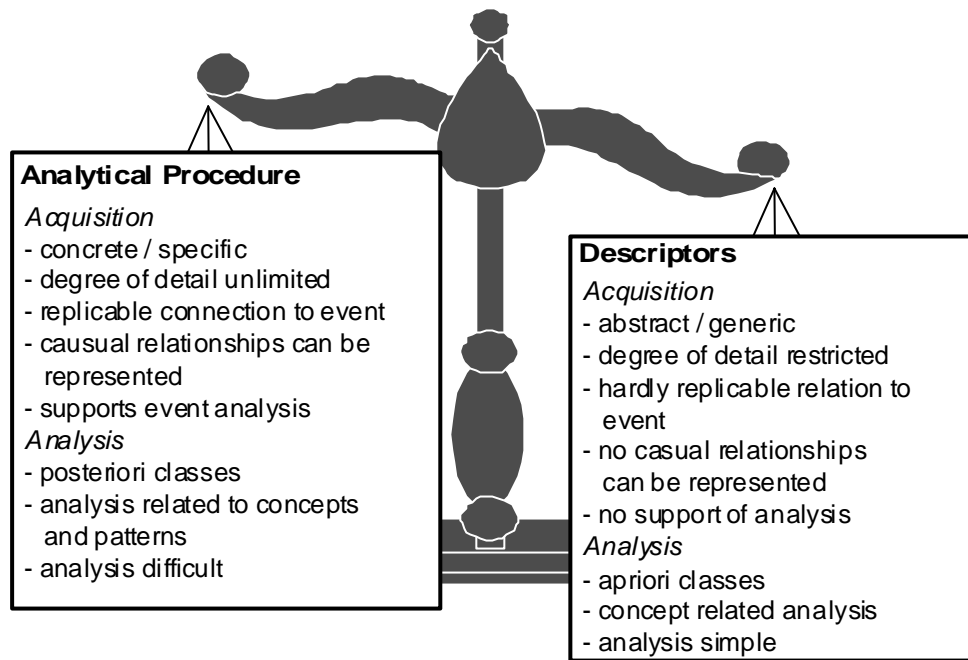 Analytical Procedure
Acquisition
- concrete / specific
- degree of detail unlimited
- replicable connection to event
- causual relationships can be
represented
- supports event analysis
Analysis
- posteriori classes
- analysis related to concepts
and patterns
- analysis difficult
Descriptors
Acquisition
- abstract / generic
- degree of detail restricted
- hardly replicable relation to
event
- no casual relationships
can be represented
- no support of analysis
Analysis
- apriori classes
- concept related analysis
- analysis simple